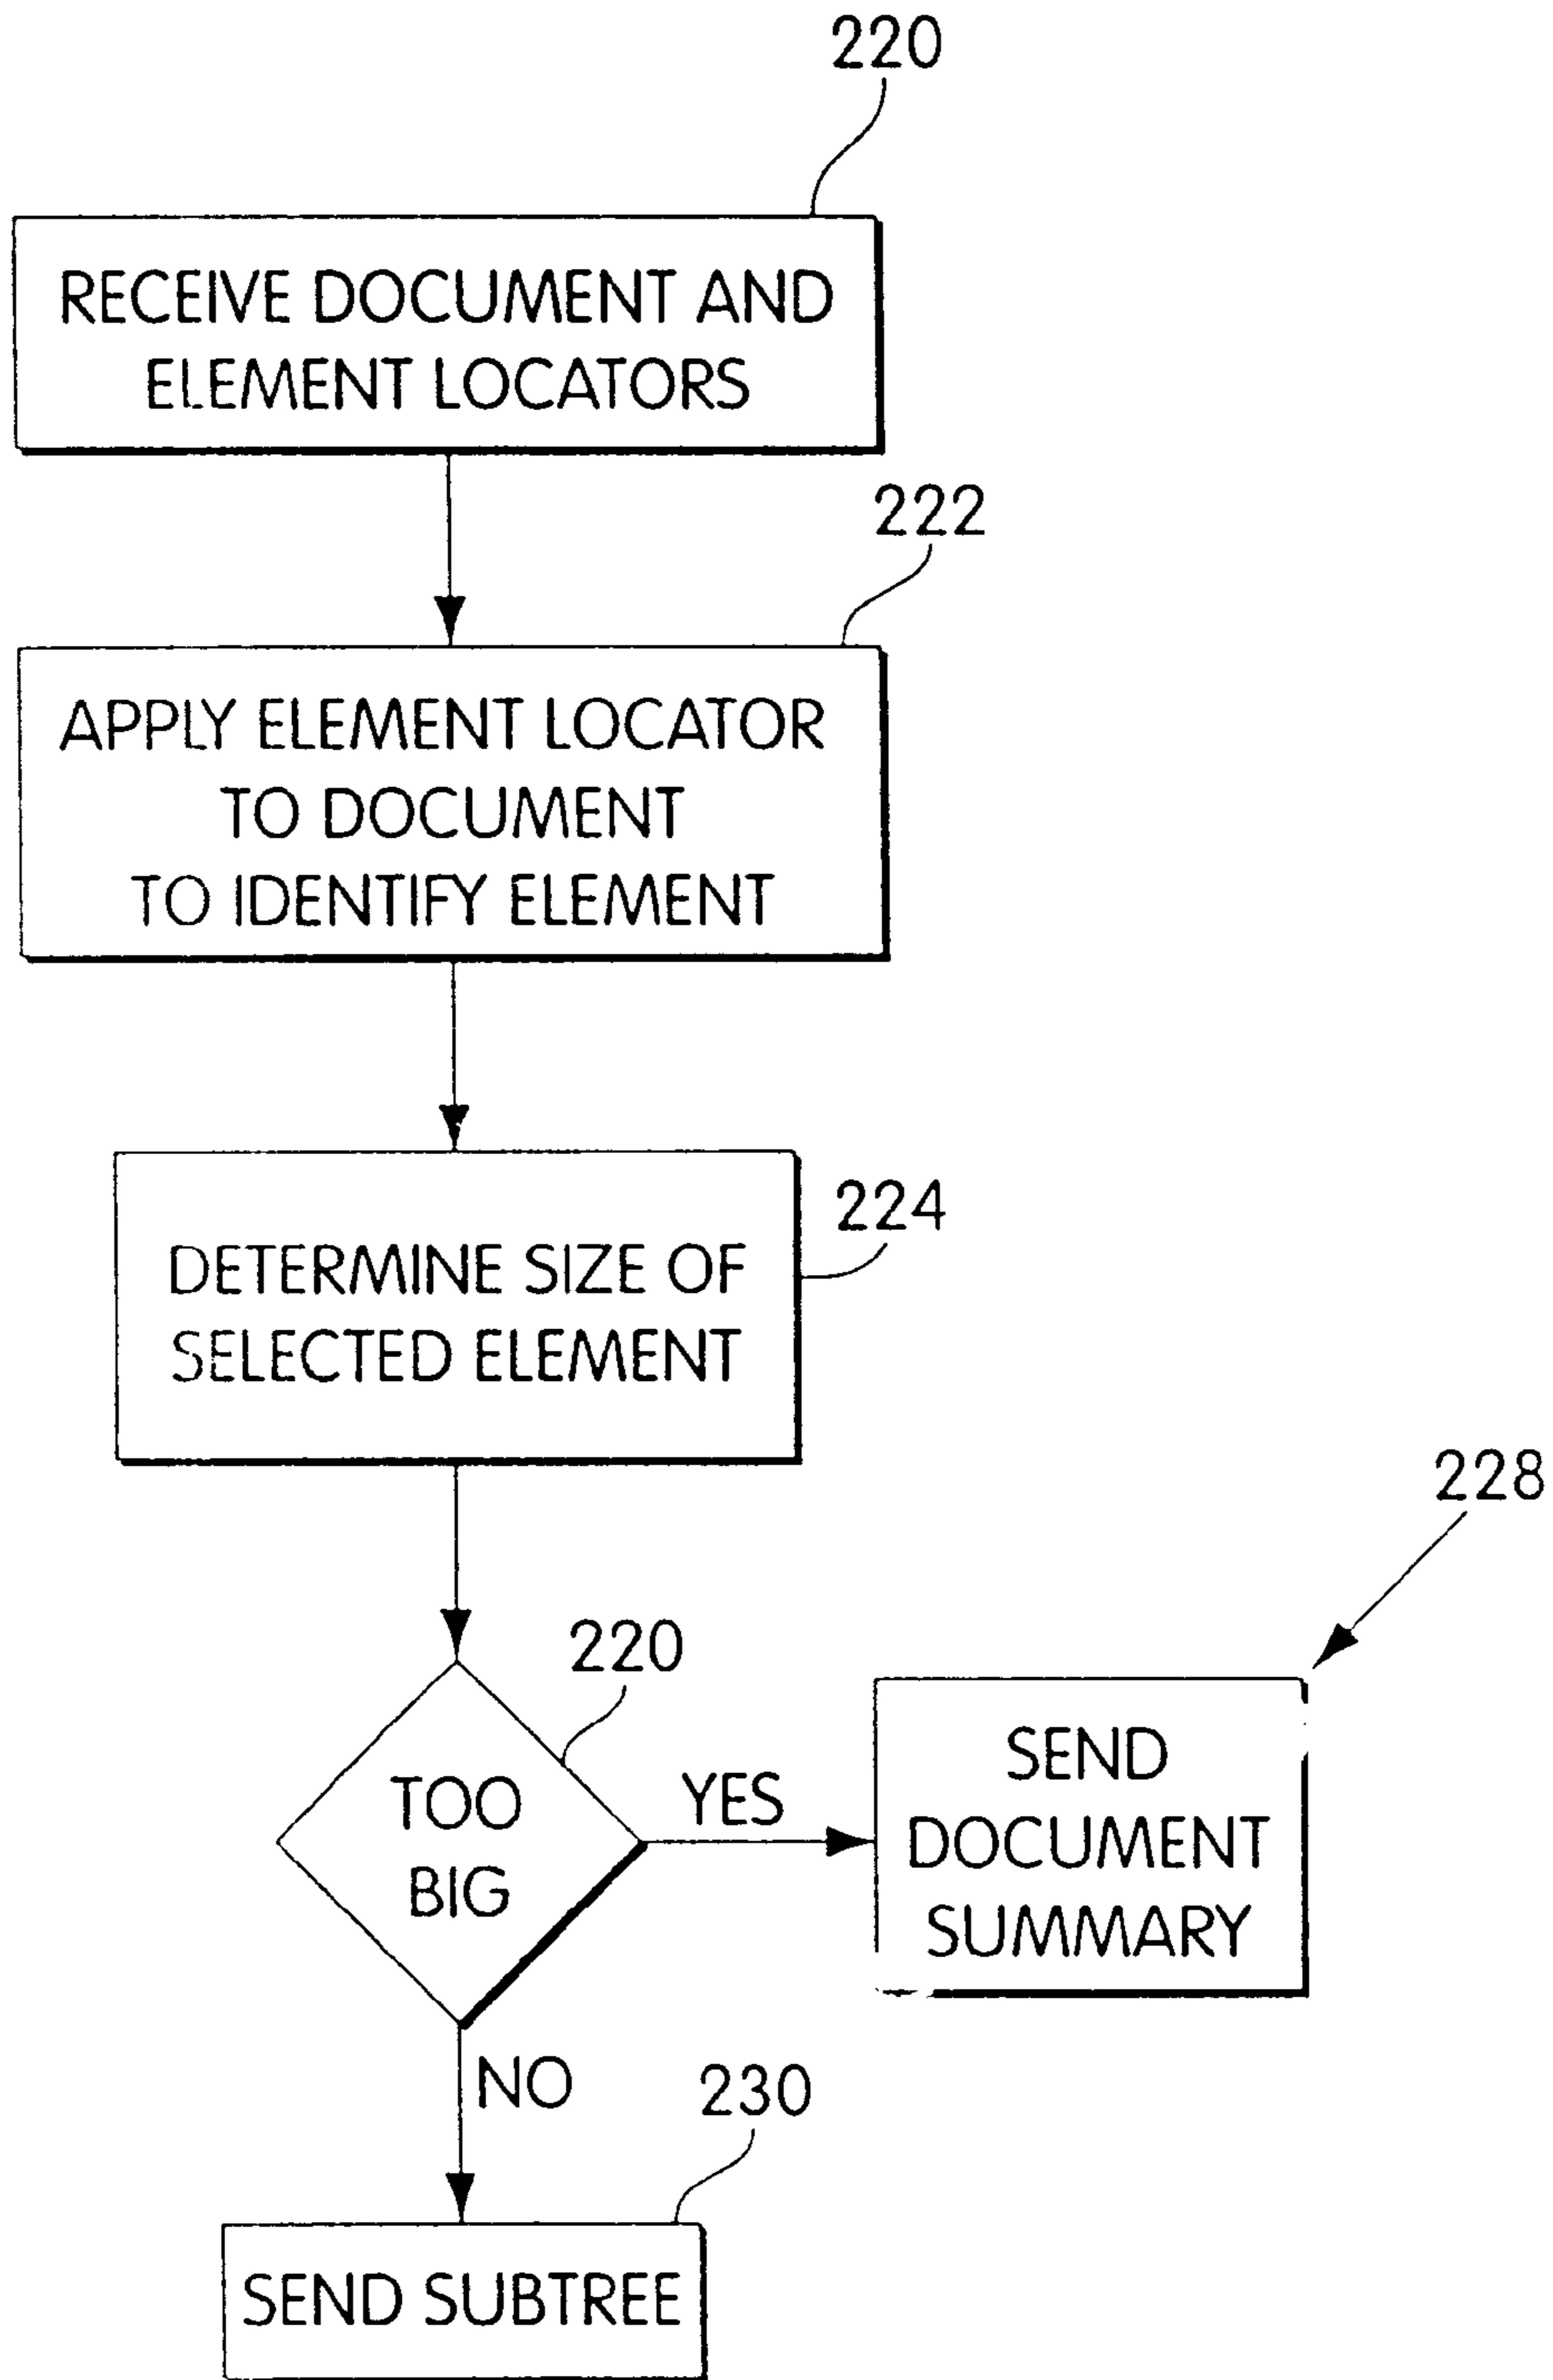 220
RECEIVE DOCUMENT AND
ELEMENT LOCATORS
222
APPLY ELEMENT LOCATOR
TO DOCUMENT
TO IDENTIFY ELEMENT
224
DETERMINE SIZE OF
SELECTED ELEMENT
228
220
TOO
BIG
YES
SEND
DOCUMENT
SUMMARY
NO
230
SEND SUBTREE